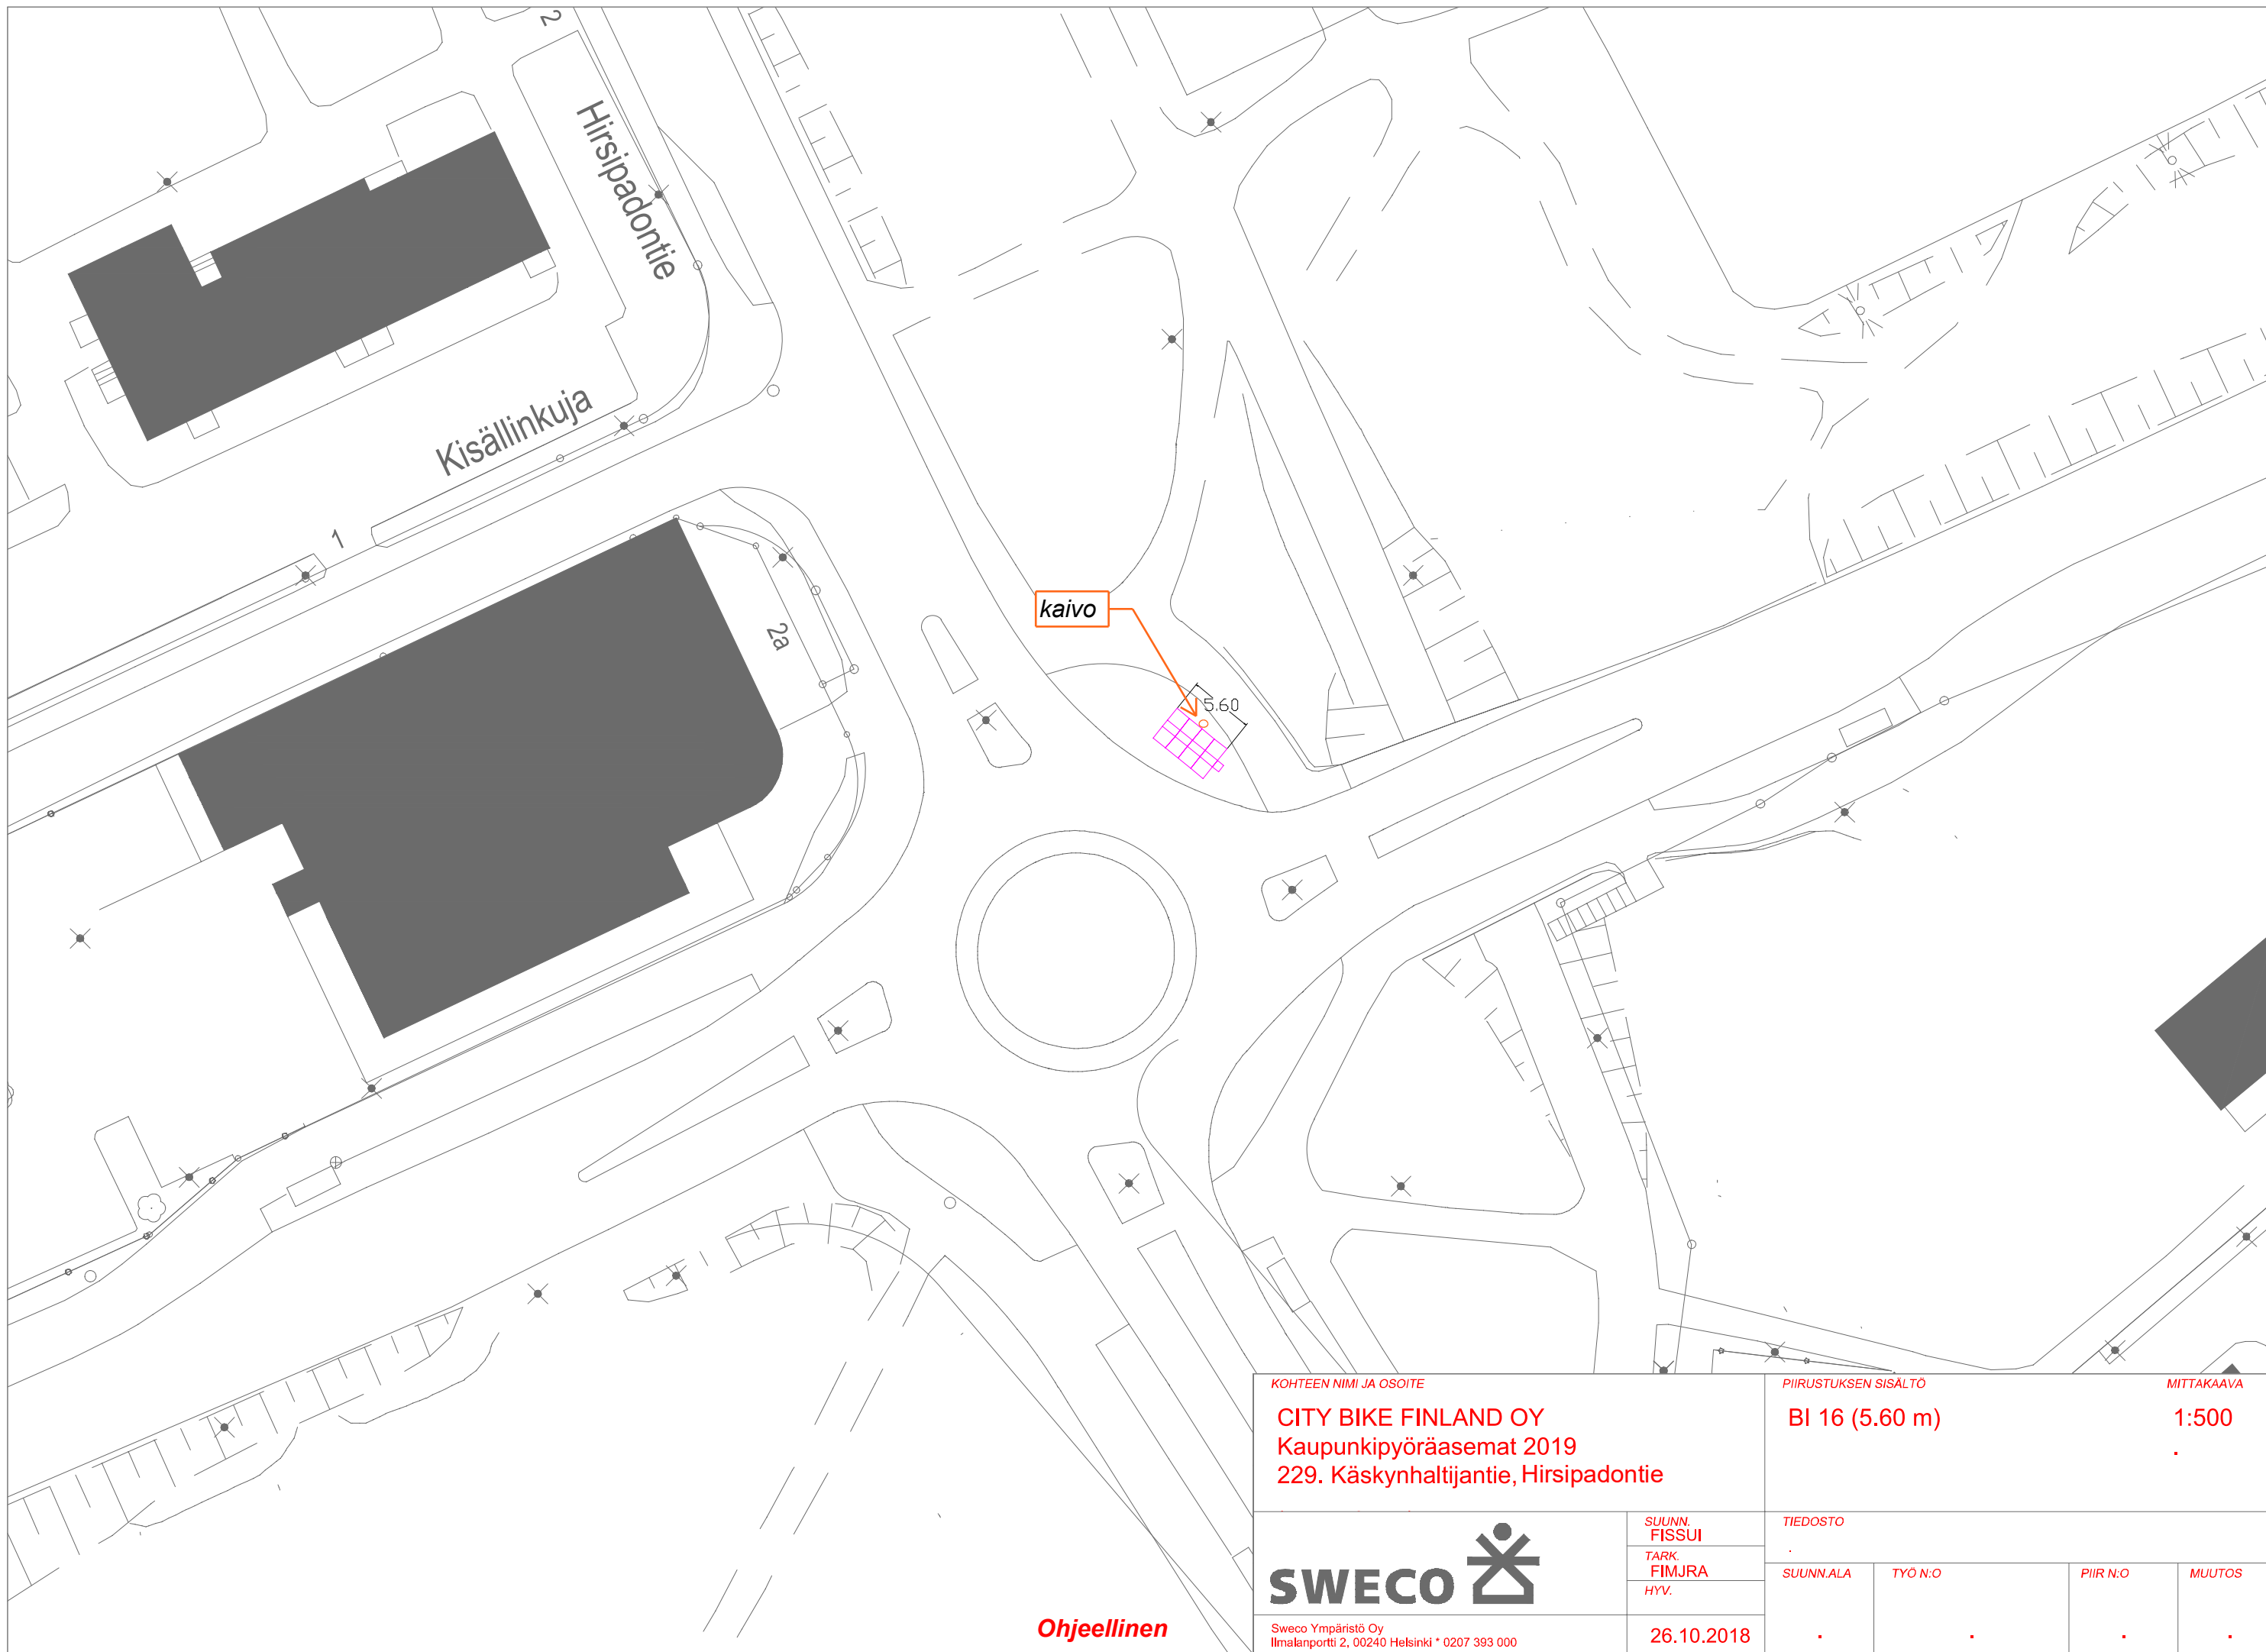 2
Hirsipadontie
Kisällinkuja
1
2a
kaivo
5.60
KOHTEEN NIMI JA OSOITE
CITY BIKE FINLAND OY
Kaupunkipyöräasemat 2019
229. Käskynhaltijantie, Hirsipadontie
PIIRUSTUKSEN SISÄLTÖ
MITTAKAAVA
BI 16 (5.60 m)
1:500
.
SWECO
SUUNN.
FISSUI
TARK.
FIMJRA
HYV.
26.10.2018
TIEDOSTO
.
SUUNN.ALA
TYÖ N:O
PIIR N:O
MUUTOS
. . . .
Sweco Ympäristö Oy
Ilmalanportti 2, 00240 Helsinki * 0207 393 000
Ohjeellinen